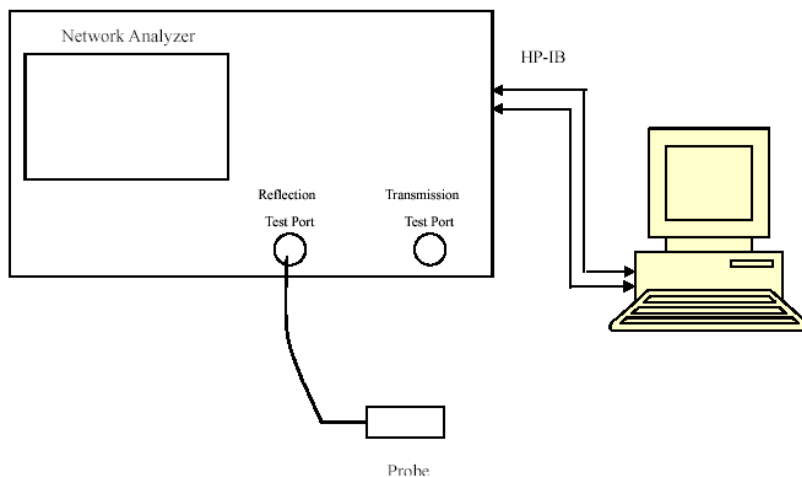 Network Analyzer
HP-IB
Reflection
Test Port
Transmission
Test Port
Probe